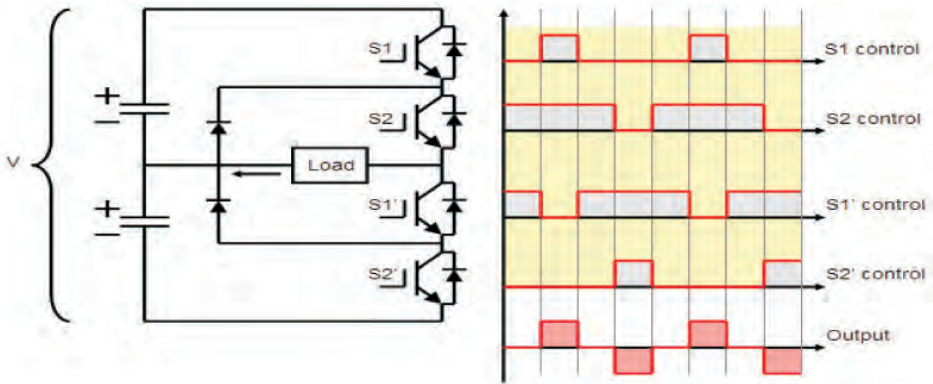 V
+
−
+
−
S1
S2
Load
S1'
S2'
S1 control
S2 control
S1' control
S2' control
Output